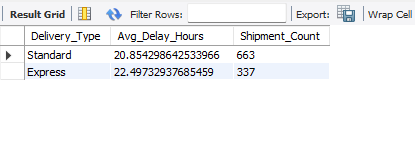 Result Grid Filter Rows: Export: Wrap Cell
Delivery_Type Avg_Delay_Hours Shipment_Count
Standard 20.854298642533966 663
Express 22.49732937685459 337